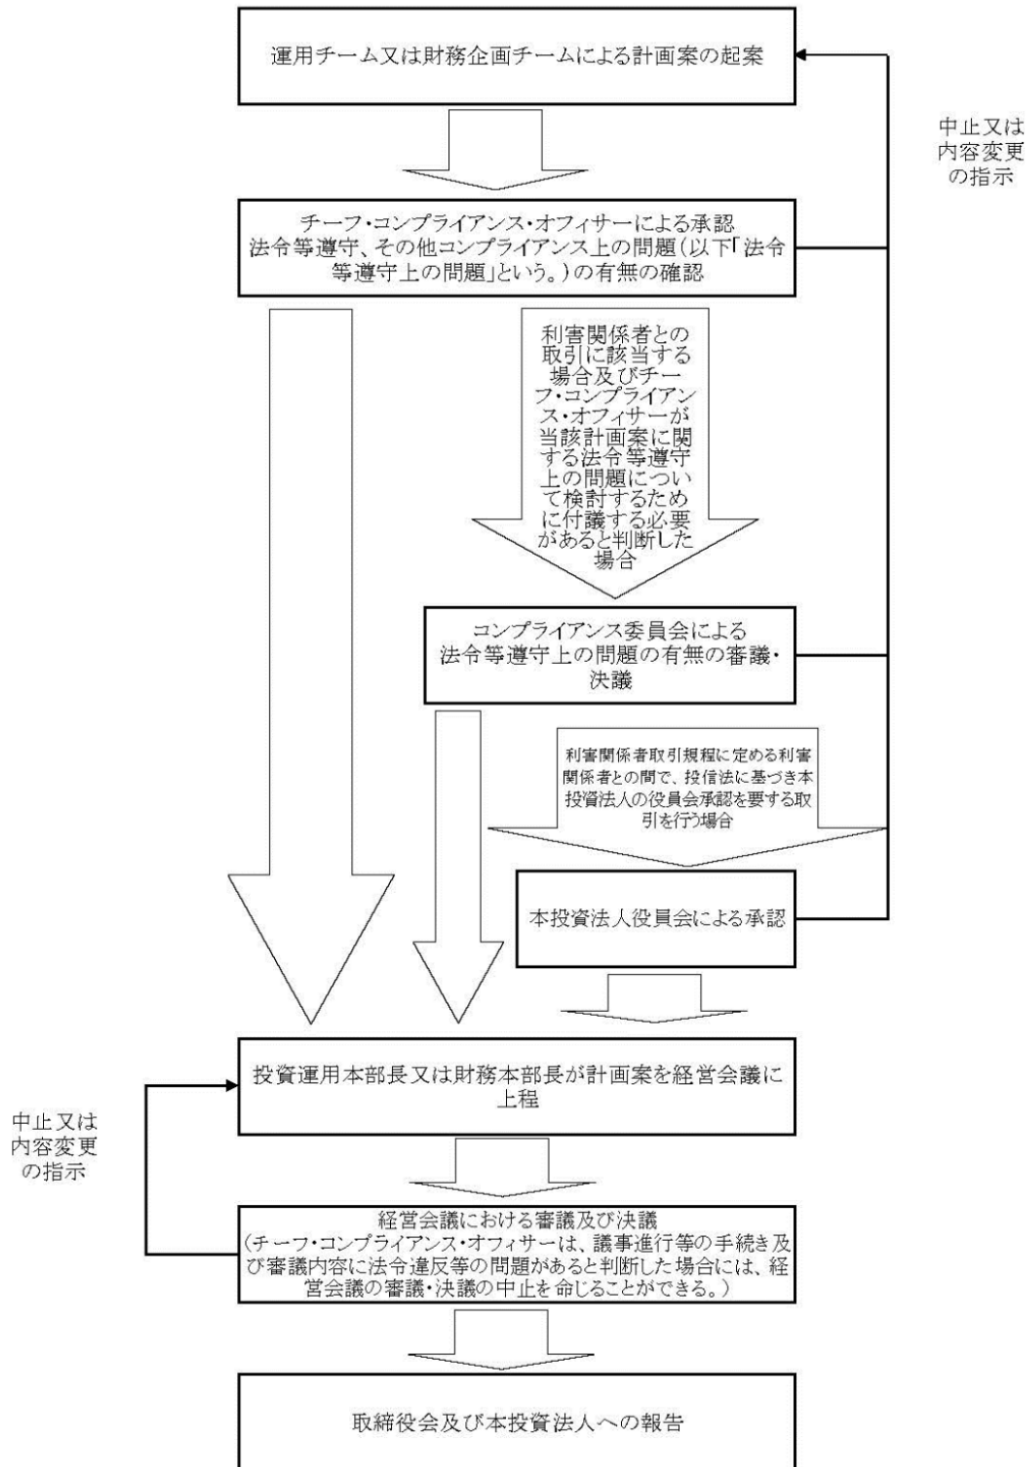 運用チーム又は財務企画チームによる計画案の起案
中止又は
内容変更
の指示
チーフ・コンプライアンス・オフィサーによる承認
法令等遵守、その他コンプライアンス上の問題(以下「法令
等遵守上の問題」という。)の有無の確認
利害関係者との
取引に該当する
場合及びチー
フ・コンプライアン
ス・オフィサーが
当該計画案に関
する法令等遵守
上の問題につい
て検討するため
に付議する必要
があると判断した
場合
コンプライアンス委員会による
法令等遵守上の問題の有無の審議・
決議
利害関係者取引規程に定める利害
関係者との間で、投信法に基づき本
投資法人の役員会承認を要する取
引を行う場合
本投資法人役員会による承認
投資運用本部長又は財務本部長が計画案を経営会議に
上程
中止又は
内容変更
の指示
経営会議における審議及び決議
(チーフ・コンプライアンス・オフィサーは、議事進行等の手続き及
び審議内容に法令違反等の問題があると判断した場合には、経
営会議の審議・決議の中止を命じることができる。)
取締役会及び本投資法人への報告